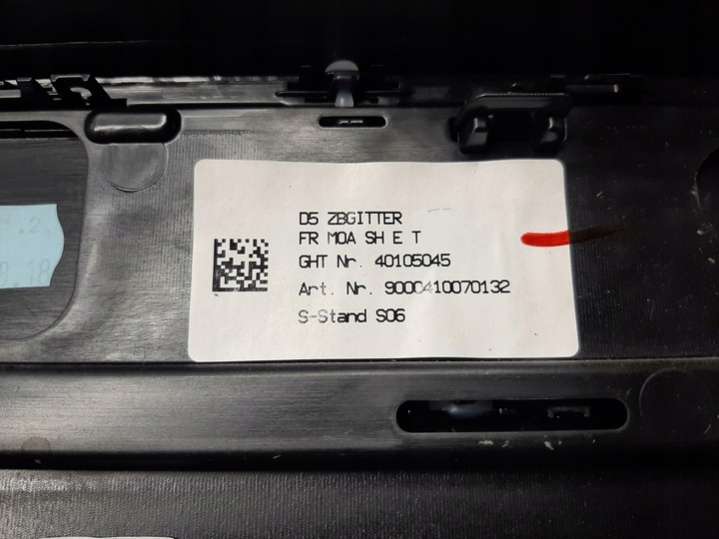 D5 ZBGITTER
FR MOA SH E T
GHT Nr. 40105045
Art. Nr. 9000410070132
S-Stand S06